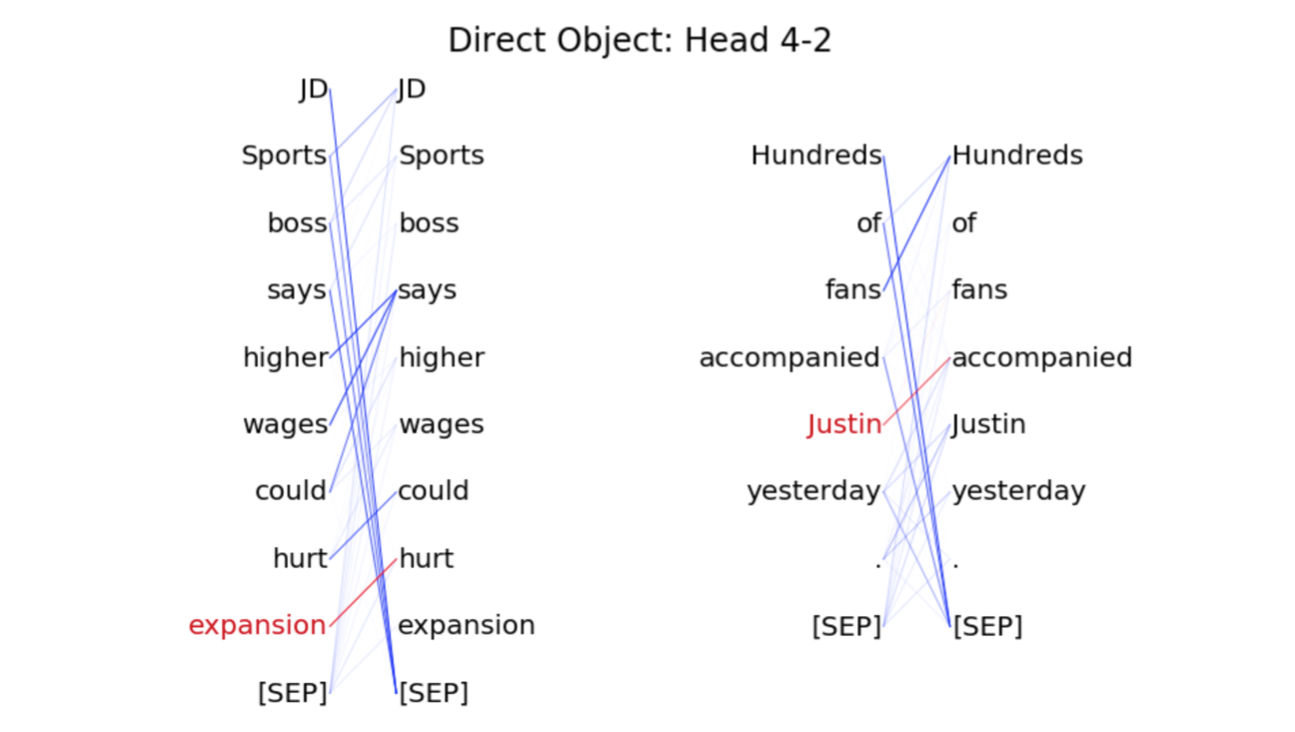 Direct Object: Head 4-2
JD JD
Sports Sports
boss boss
says says
higher higher
wages wages
could could
hurt hurt
expansion expansion
[SEP] [SEP]
Hundreds Hundreds
of of
fans fans
accompanied accompanied
Justin Justin
yesterday yesterday
. .
[SEP] [SEP]